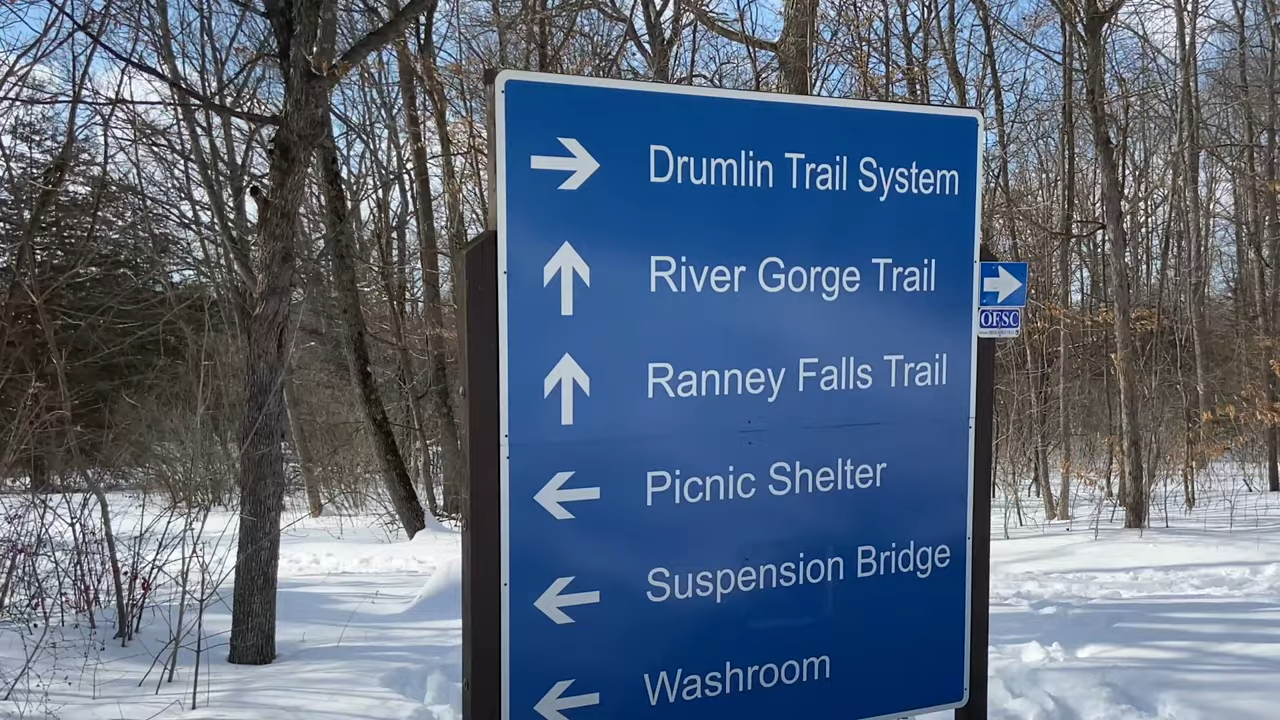 Drumlin Trail System
River Gorge Trail
Ranney Falls Trail
Picnic Shelter
Suspension Bridge
Washroom
OFSC